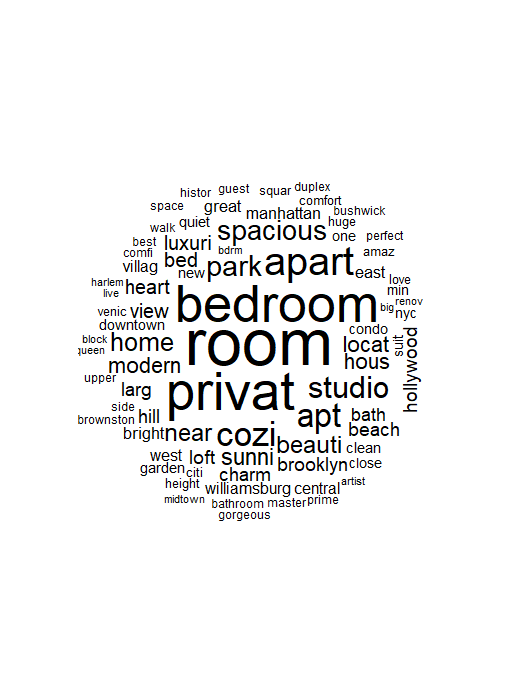 histor guest squar duplex
space great comfort
walk quiet manhattan bushwick
best luxuri spacious huge one perfect
comfi bed bdrm amaz
villag new park apart east
harlem heart love
live min
venic view bedroom big renov
downtown nyc
block home room condo
queen locat suit hollywood
modern hous
upper larg privat studio
side
brownston hill apt bath
bright near cozi beach
west loft sunni beauti clean
garden citi charm brooklyn close
height williamsburg central artist
midtown bathroom master prime
gorgeous